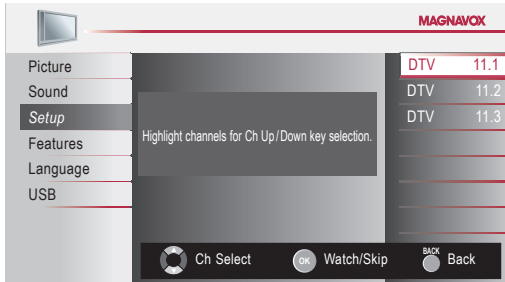 MAGNAVOX
Picture
Sound
Setup
Features
Language
USB
Highlight channels for Ch Up/Down key selection.
DTV 11.1
DTV 11.2
DTV 11.3
Ch Select
OK Watch/Skip
BACK Back